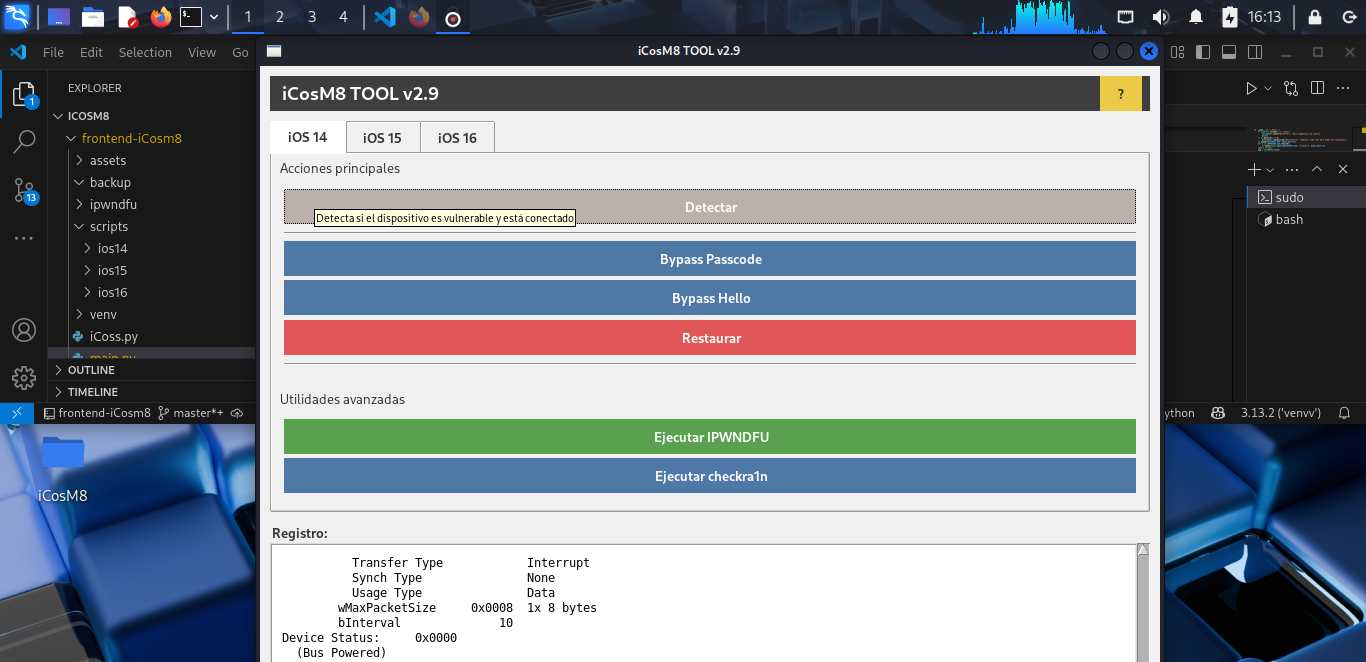 1 2 3 4
16:13
File Edit Selection View Go
iCosM8 TOOL v2.9
EXPLORER
ICOSM8
frontend-iCosm8
assets
backup
ipwndfu
scripts
ios14
ios15
ios16
venv
iCoss.py
main.py
OUTLINE
TIMELINE
frontend-iCosm8 master*+
1
13
iCosM8
iCosM8 TOOL v2.9
?
iOS 14 iOS 15 iOS 16
Acciones principales
Detectar
Detecta si el dispositivo es vulnerable y está conectado
Bypass Passcode
Bypass Hello
Restaurar
Utilidades avanzadas
Ejecutar IPWNDFU
Ejecutar checkra1n
Registro:
Transfer Type Interrupt
Synch Type None
Usage Type Data
wMaxPacketSize 0x0008 1x 8 bytes
bInterval 10
Device Status: 0x0000
(Bus Powered)
sudo
bash
ython 3.13.2 ('venvv')